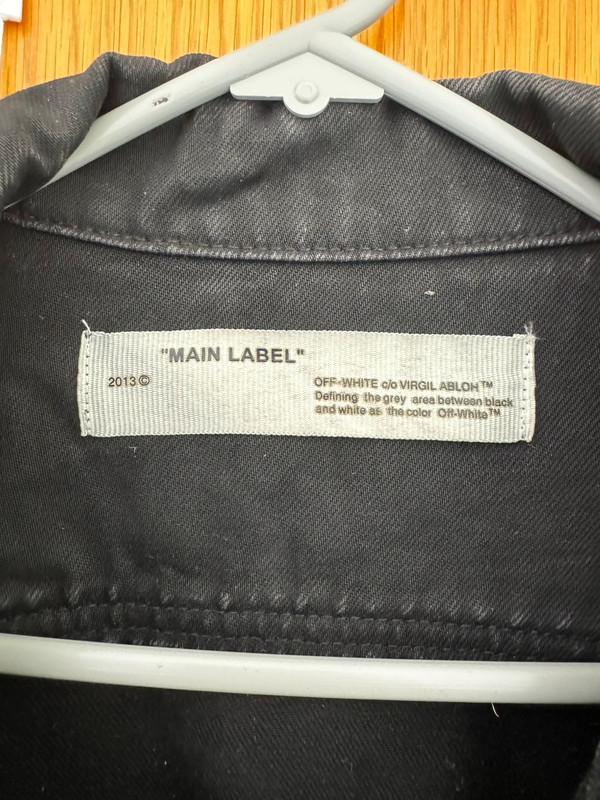 "MAIN LABEL"
2013©
OFF-WHITE c/o VIRGIL ABLOH™
Defining the grey area between black
and white as the color Off-White™